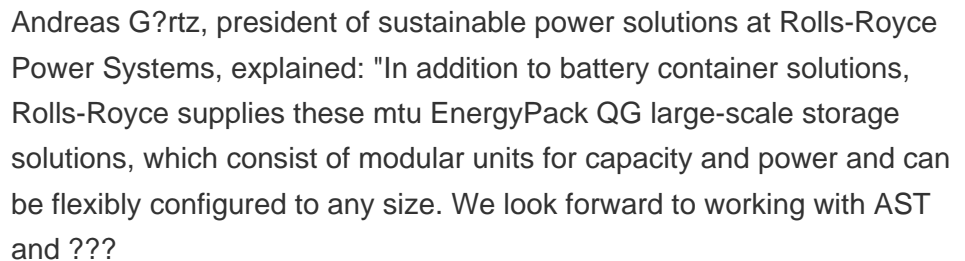 Andreas G?rtz, president of sustainable power solutions at Rolls-Royce
Power Systems, explained: "In addition to battery container solutions,
Rolls-Royce supplies these mtu EnergyPack QG large-scale storage
solutions, which consist of modular units for capacity and power and can
be flexibly configured to any size. We look forward to working with AST
and ???